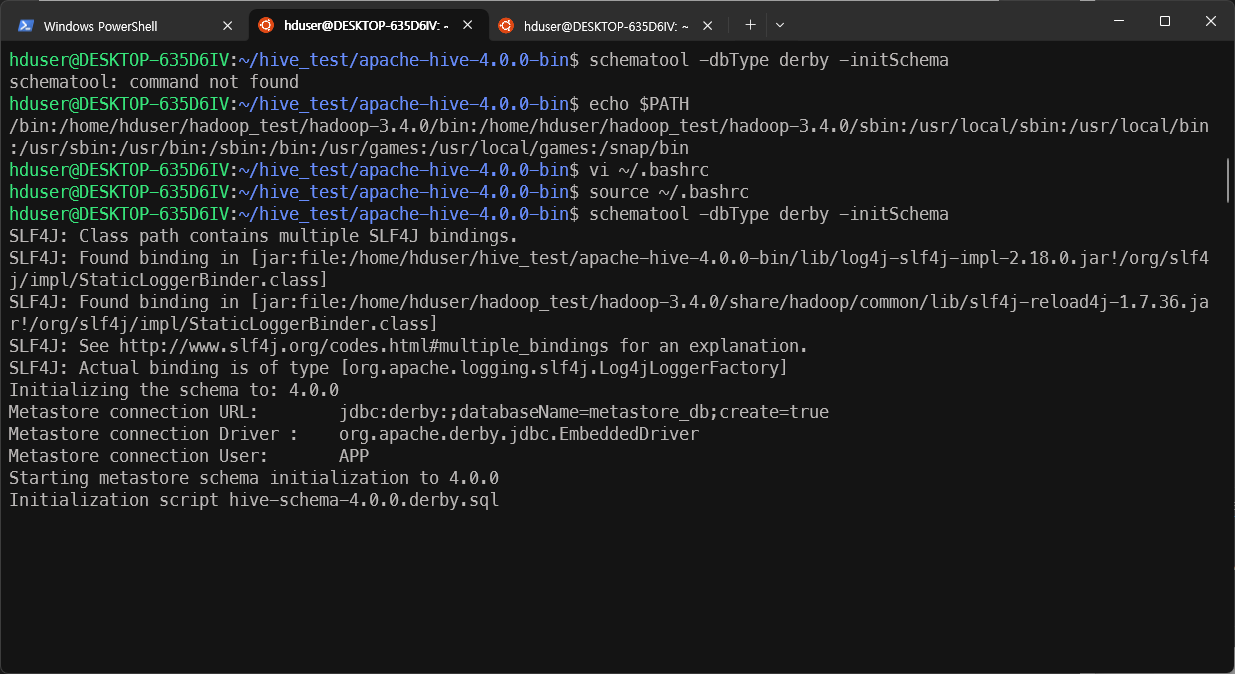 Windows PowerShell
hduser@DESKTOP-635D6IV: ~
hduser@DESKTOP-635D6IV: ~
hduser@DESKTOP-635D6IV:~/hive_test/apache-hive-4.0.0-bin$ schematool -dbType derby -initSchema
schematool: command not found
hduser@DESKTOP-635D6IV:~/hive_test/apache-hive-4.0.0-bin$ echo $PATH
/bin:/home/hduser/hadoop_test/hadoop-3.4.0/bin:/home/hduser/hadoop_test/hadoop-3.4.0/sbin:/usr/local/sbin:/usr/local/bin
:/usr/sbin:/usr/bin:/sbin:/bin:/usr/games:/usr/local/games:/snap/bin
hduser@DESKTOP-635D6IV:~/hive_test/apache-hive-4.0.0-bin$ vi ~/.bashrc
hduser@DESKTOP-635D6IV:~/hive_test/apache-hive-4.0.0-bin$ source ~/.bashrc
hduser@DESKTOP-635D6IV:~/hive_test/apache-hive-4.0.0-bin$ schematool -dbType derby -initSchema
SLF4J: Class path contains multiple SLF4J bindings.
SLF4J: Found binding in [jar:file:/home/hduser/hive_test/apache-hive-4.0.0-bin/lib/log4j-slf4j-impl-2.18.0.jar!/org/slf4
j/impl/StaticLoggerBinder.class]
SLF4J: Found binding in [jar:file:/home/hduser/hadoop_test/hadoop-3.4.0/share/hadoop/common/lib/slf4j-reload4j-1.7.36.ja
r!/org/slf4j/impl/StaticLoggerBinder.class]
SLF4J: See http://www.slf4j.org/codes.html#multiple_bindings for an explanation.
SLF4J: Actual binding is of type [org.apache.logging.slf4j.Log4jLoggerFactory]
Initializing the schema to: 4.0.0
Metastore connection URL:        jdbc:derby:;databaseName=metastore_db;create=true
Metastore connection Driver :    org.apache.derby.jdbc.EmbeddedDriver
Metastore connection User:       APP
Starting metastore schema initialization to 4.0.0
Initialization script hive-schema-4.0.0.derby.sql